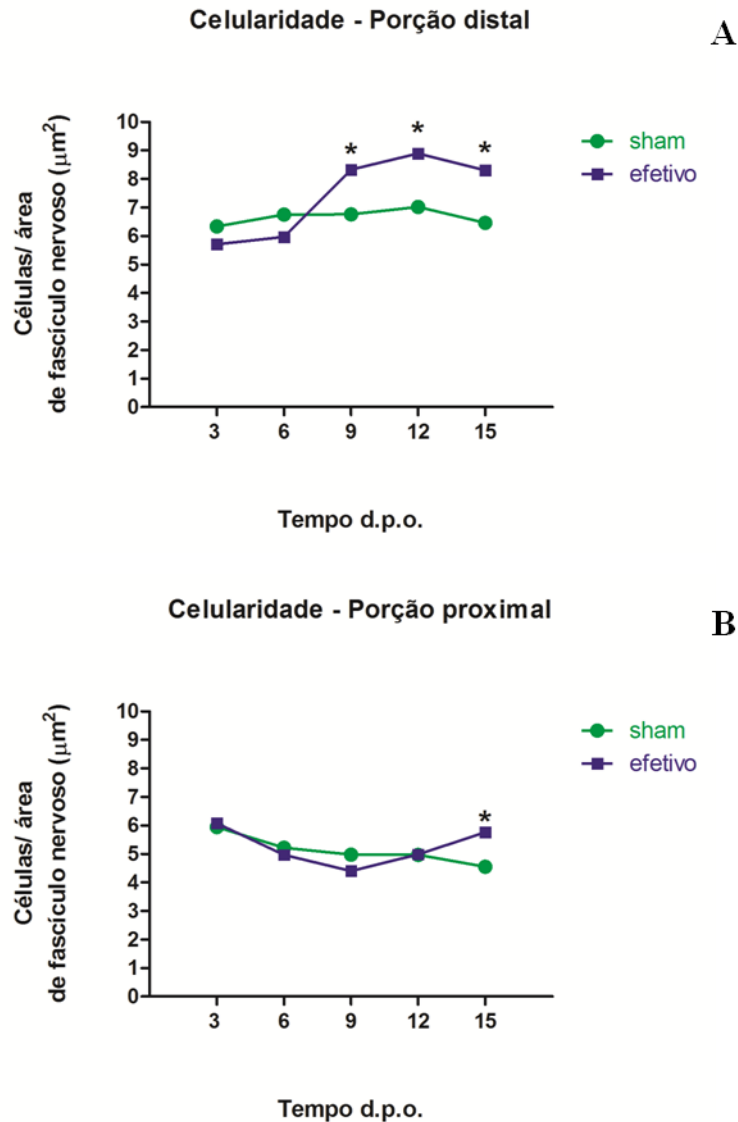 Celularidade - Porção distal
A
Células/ área
de fascículo nervoso (µm²)
10
9
8
7
6
5
4
3
2
1
0
* * *
3 6 9 12 15
Tempo d.p.o.
sham
efetivo
Celularidade - Porção proximal
B
Células/ área
de fascículo nervoso (µm²)
10
9
8
7
6
5
4
3
2
1
0
*
3 6 9 12 15
Tempo d.p.o.
sham
efetivo